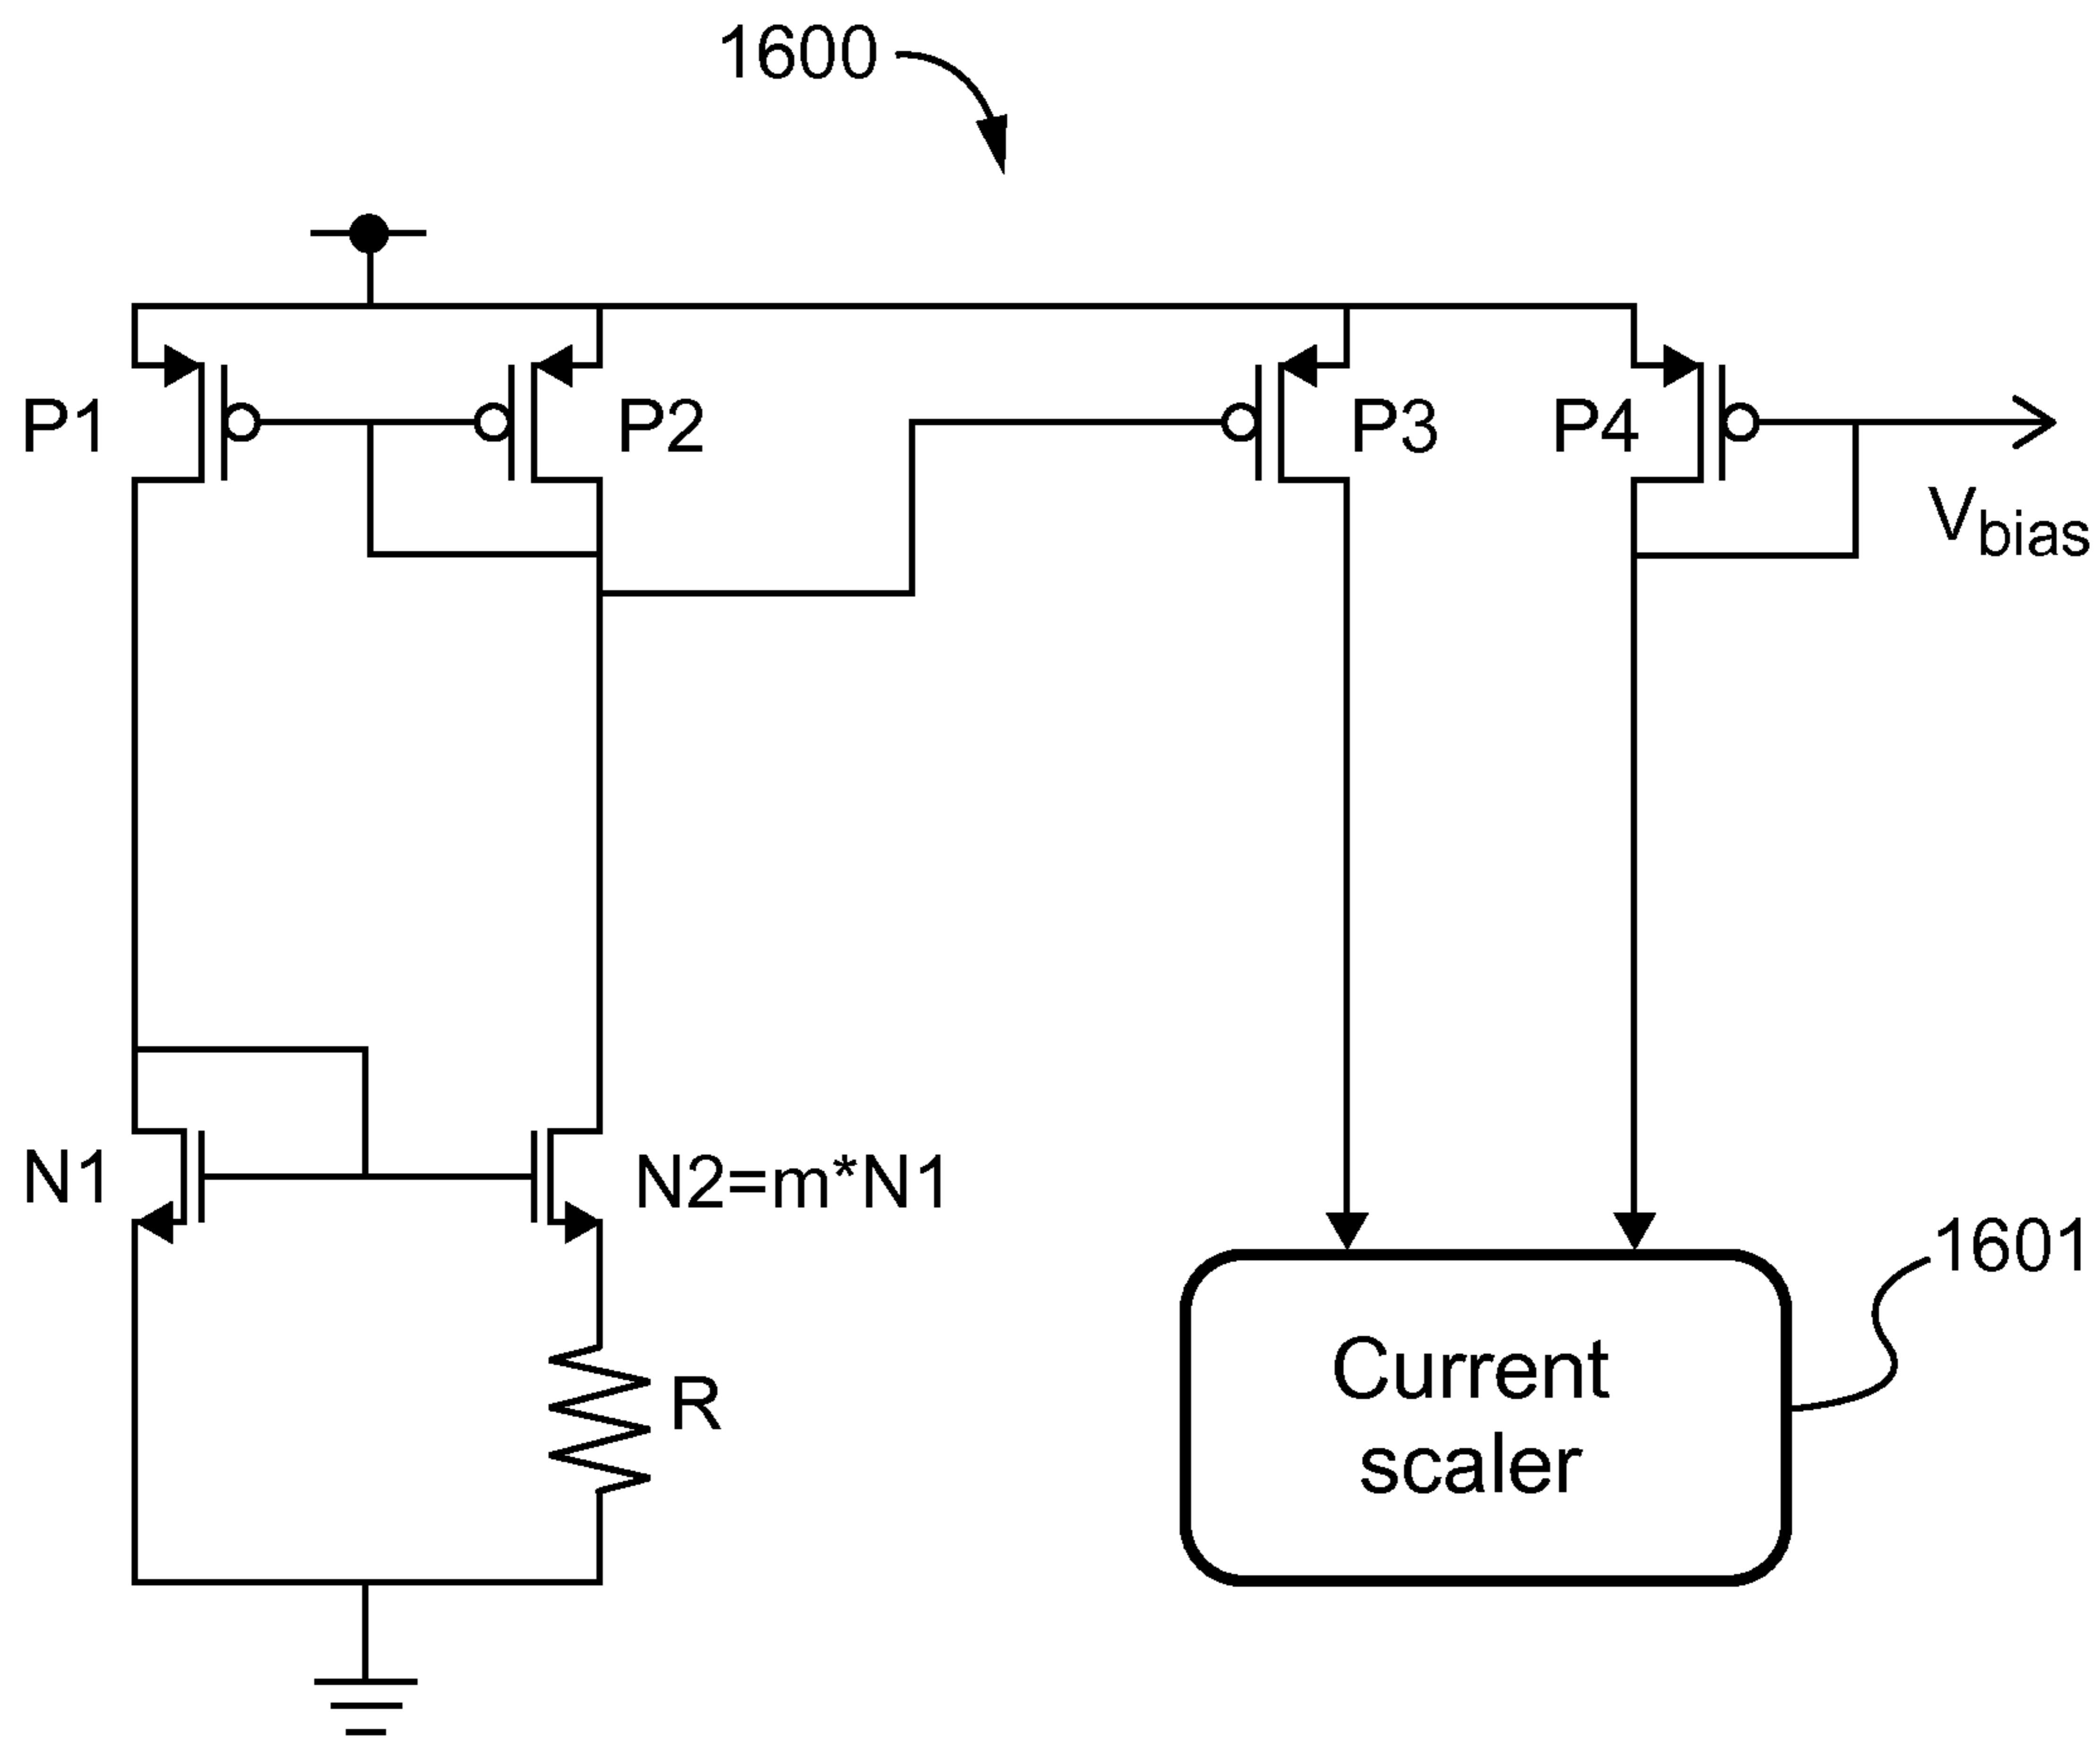 1600
P1
P2
P3
P4
Vbias
N1
N2=m*N1
1601
R
Current
scaler